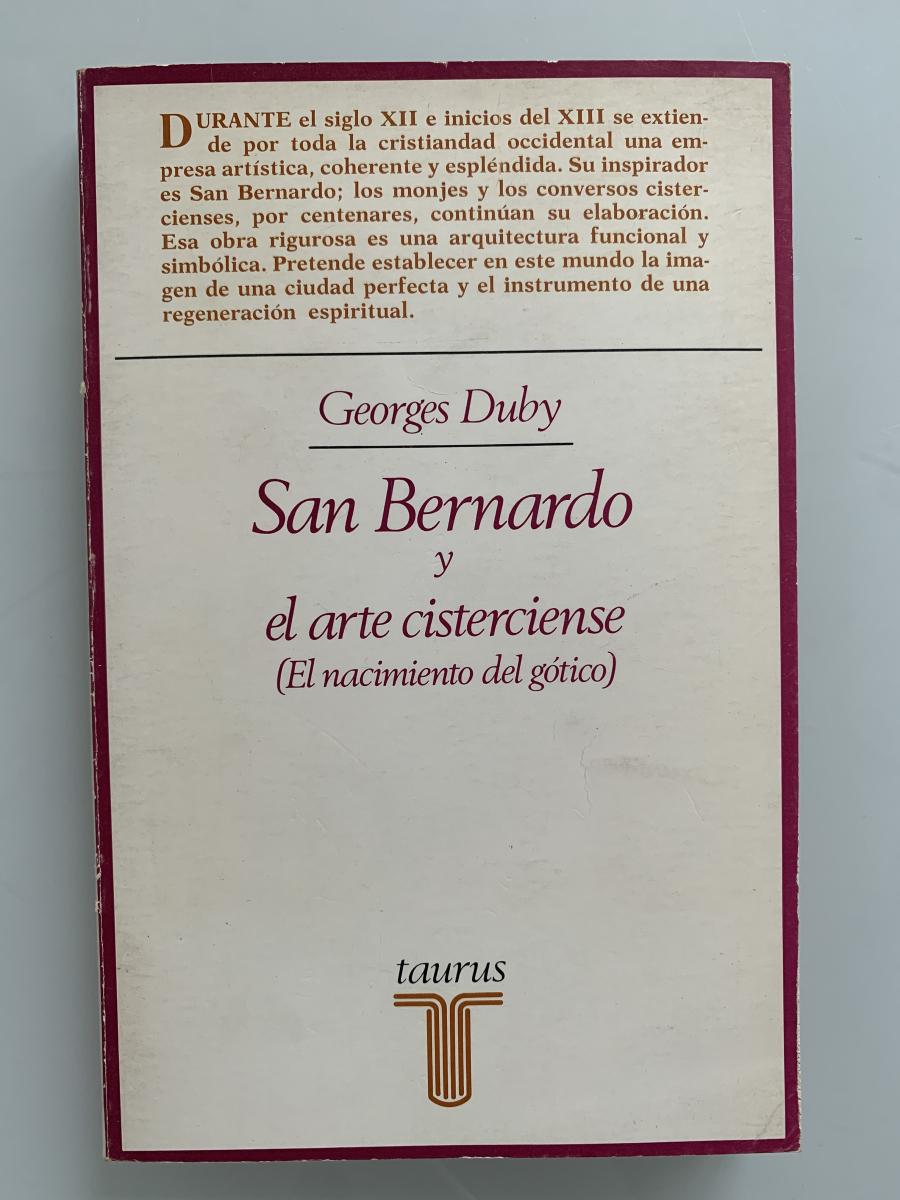 DURANTE el siglo XII e inicios del XIII se extien-
de por toda la cristiandad occidental una em-
presa artística, coherente y espléndida. Su inspirador
es San Bernardo; los monjes y los conversos cister-
cienses, por centenares, continúan su elaboración.
Esa obra rigurosa es una arquitectura funcional y
simbólica. Pretende establecer en este mundo la ima-
gen de una ciudad perfecta y el instrumento de una
regeneración espiritual.
Georges Duby
San Bernardo
y
el arte cisterciense
(El nacimiento del gótico)
taurus